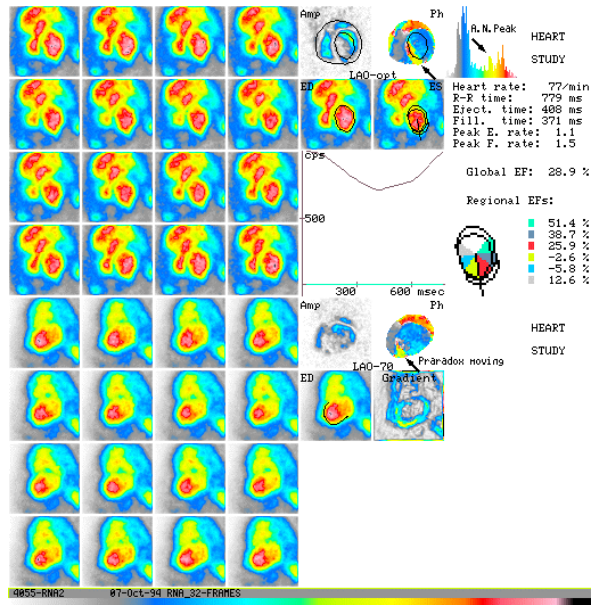 Amp Ph
A.N.Peak
HEART
STUDY
LAO-opt
ED ES
Heart rate: 77/min
R-R time: 779 ms
Eject. time: 408 ms
Fill. time: 371 ms
Peak E. rate: 1.1
Peak F. rate: 1.5
cps
Global EF: 28.9 %
500
Regional EFs:
51.4 %
38.7 %
25.9 %
-2.6 %
-5.8 %
12.6 %
300 600 msec
Amp Ph
HEART
STUDY
LAO-70 Praradox moving
ED Gradient
4055-RNA2 07-Oct-94 RNA_32-FRAMES